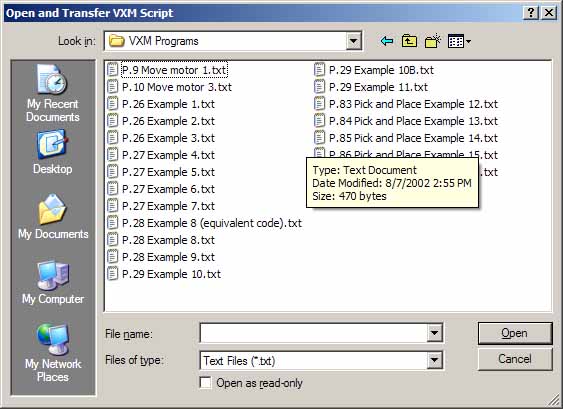 Open and Transfer VXM Script
Look in:
VXM Programs
My Recent
Documents
Desktop
My Documents
My Computer
My Network
Places
P.9 Move motor 1.txt
P.10 Move motor 3.txt
P.26 Example 1.txt
P.26 Example 2.txt
P.26 Example 3.txt
P.27 Example 4.txt
P.27 Example 5.txt
P.27 Example 6.txt
P.27 Example 7.txt
P.28 Example 8 (equivalent code).txt
P.28 Example 8.txt
P.28 Example 9.txt
P.29 Example 10.txt
P.29 Example 10B.txt
P.29 Example 11.txt
P.83 Pick and Place Example 12.txt
P.84 Pick and Place Example 13.txt
P.85 Pick and Place Example 14.txt
P.86 Pick and Place Example 15.txt
Type: Text Document
Date Modified: 8/7/2002 2:55 PM
Size: 470 bytes
File name:
Open
Files of type:
Text Files (*.txt)
Cancel
Open as read-only